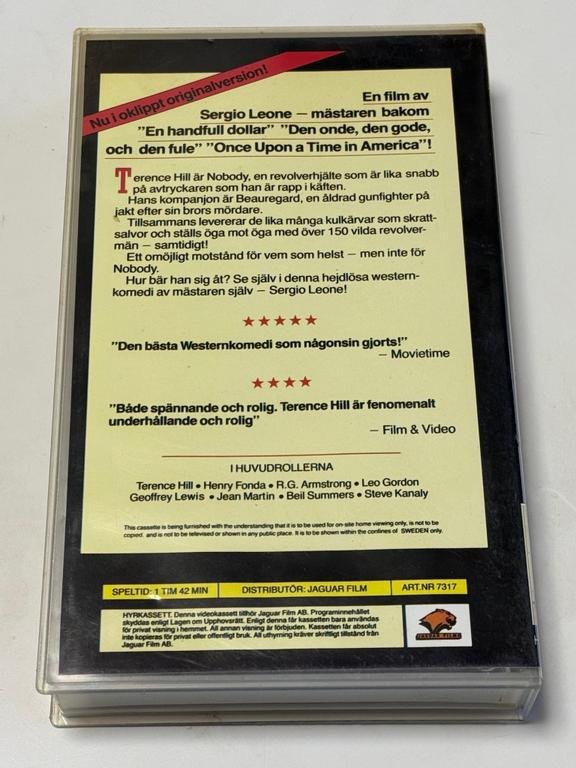 Nu i oklippt originalversion!
En film av
Sergio Leone – mästaren bakom
"En handfull dollar" "Den onde, den gode,
och den fule" "Once Upon a Time in America"!
Terence Hill är Nobody, en revolverhjälte som är lika snabb
på avtryckaren som han är rapp i käften.
Hans kompanjon är Beauregard, en åldrad gunfighter på
jakt efter sin brors mördare.
Tillsammans levererar de lika många kulkärvar som skratt-
salvor och ställs öga mot öga med över 150 vilda revolver-
män – samtidigt!
Ett omöjligt motstånd för vem som helst – men inte för
Nobody.
Hur bär han sig åt? Se själv i denna hejdlösa western-
komedi av mästaren själv – Sergio Leone!
★★★★★
"Den bästa Westernkomedi som någonsin gjorts!"
– Movietime
★★★★
"Både spännande och rolig. Terence Hill är fenomenalt
underhållande och rolig"
– Film & Video
I HUVUDROLLERNA
Terence Hill • Henry Fonda • R.G. Armstrong • Leo Gordon
Geoffrey Lewis • Jean Martin • Beil Summers • Steve Kanaly
This cassette is being furnished with the understanding that it is to be used for on-site home viewing only, is not to be
copied. and is not to be televised or shown in any public place. It is to be shown within the confines of SWEDEN only.
SPELTID: 1 TIM 42 MIN DISTRIBUTÖR: JAGUAR FILM ART.NR 7317
HYRKASSETT. Denna videokassett tillhör Jaguar Film AB. Programinnehållet
skyddas enligt Lagen om Upphovsrätt. Enligt denna får kassetten bara användas
för privat visning i hemmet. All annan visning är förbjuden. Kassetten får absolut
inte kopieras för privat eller offentligt bruk. All uthyrning kräver skriftligt tillstånd från
Jaguar Film AB.
JAGUAR FILM